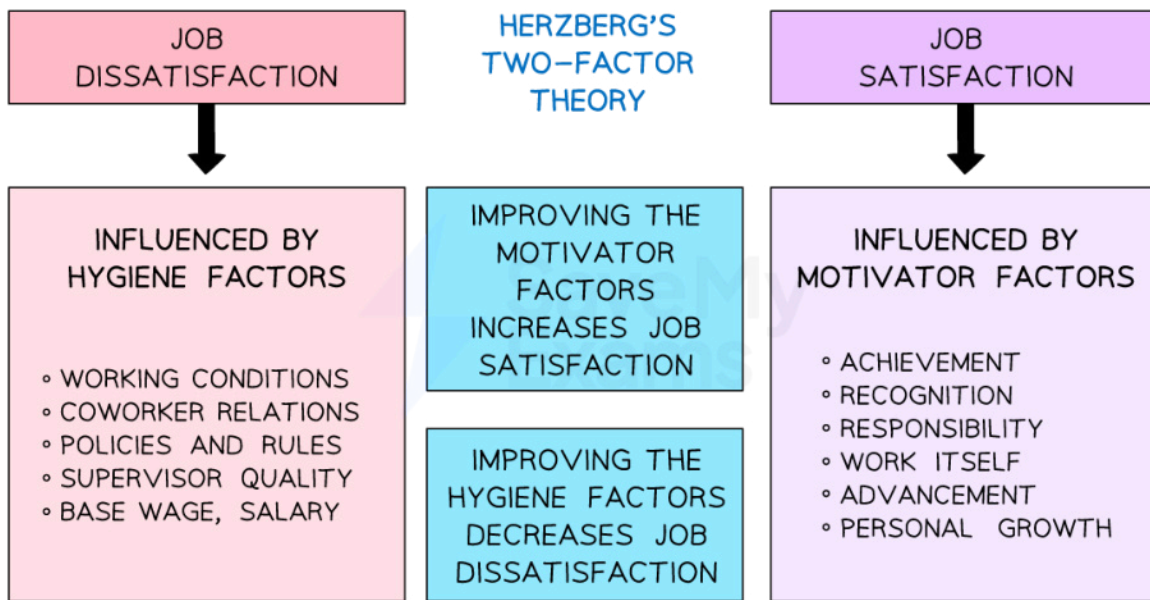 JOB
DISSATISFACTION
HERZBERG'S
TWO-FACTOR
THEORY
JOB
SATISFACTION
INFLUENCED BY
HYGIENE FACTORS
• WORKING CONDITIONS
• COWORKER RELATIONS
• POLICIES AND RULES
• SUPERVISOR QUALITY
• BASE WAGE, SALARY
IMPROVING THE
MOTIVATOR
FACTORS
INCREASES JOB
SATISFACTION
IMPROVING THE
HYGIENE FACTORS
DECREASES JOB
DISSATISFACTION
INFLUENCED BY
MOTIVATOR FACTORS
• ACHIEVEMENT
• RECOGNITION
• RESPONSIBILITY
• WORK ITSELF
• ADVANCEMENT
• PERSONAL GROWTH
SaveMy
Exams